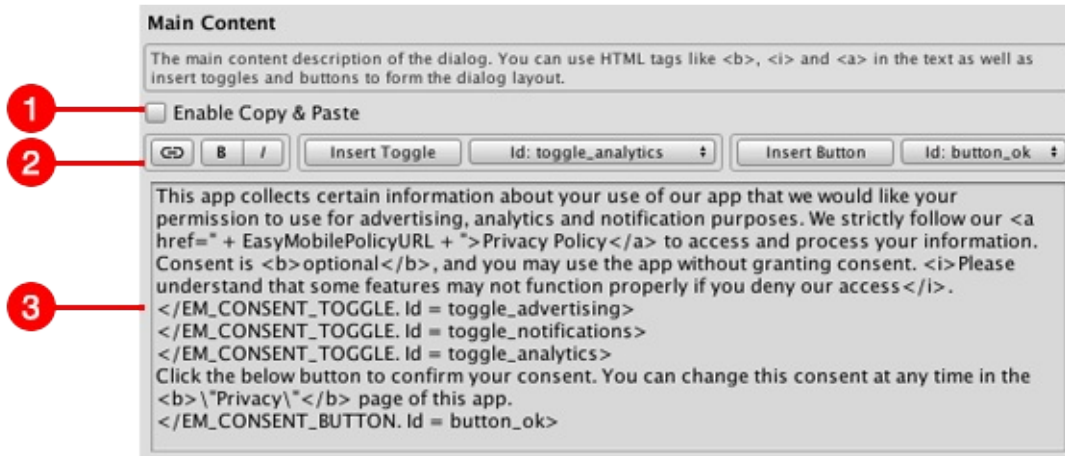 Main Content
The main content description of the dialog. You can use HTML tags like <b>, <i> and <a> in the text as well as
insert toggles and buttons to form the dialog layout.
1 Enable Copy & Paste
2 B I Insert Toggle Id: toggle_analytics Insert Button Id: button_ok
This app collects certain information about your use of our app that we would like your
permission to use for advertising, analytics and notification purposes. We strictly follow our <a
href=" + EasyMobilePolicyURL + ">Privacy Policy</a> to access and process your information.
Consent is <b>optional</b>, and you may use the app without granting consent. <i>Please
understand that some features may not function properly if you deny our access</i>.
3 </EM_CONSENT_TOGGLE. Id = toggle_advertising>
</EM_CONSENT_TOGGLE. Id = toggle_notifications>
</EM_CONSENT_TOGGLE. Id = toggle_analytics>
Click the below button to confirm your consent. You can change this consent at any time in the
<b>\"Privacy\"</b> page of this app.
</EM_CONSENT_BUTTON. Id = button_ok>